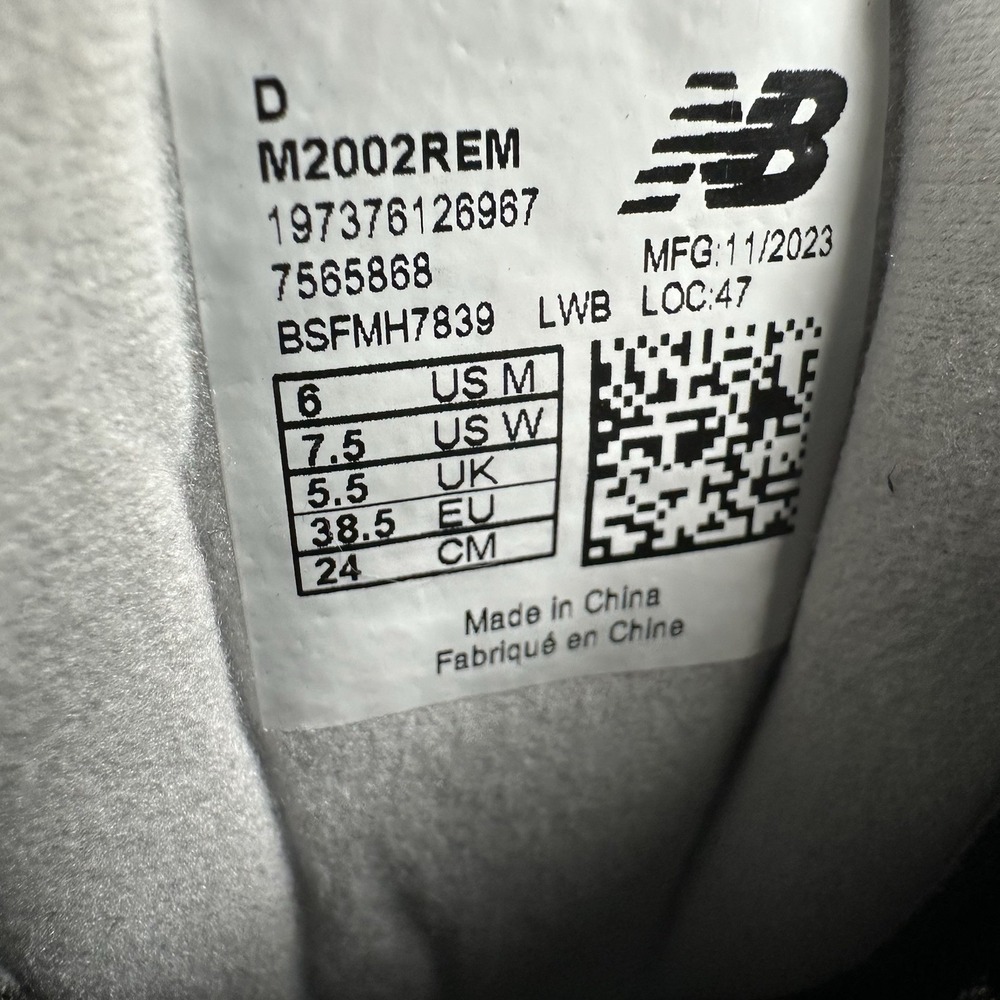 D
M2002REM
197376126967
7565868
BSFMH7839 LWB
NB
MFG:11/2023
LOC:47
6 US M
7.5 US W
5.5 UK
38.5 EU
24 CM
Made in China
Fabriqué en Chine